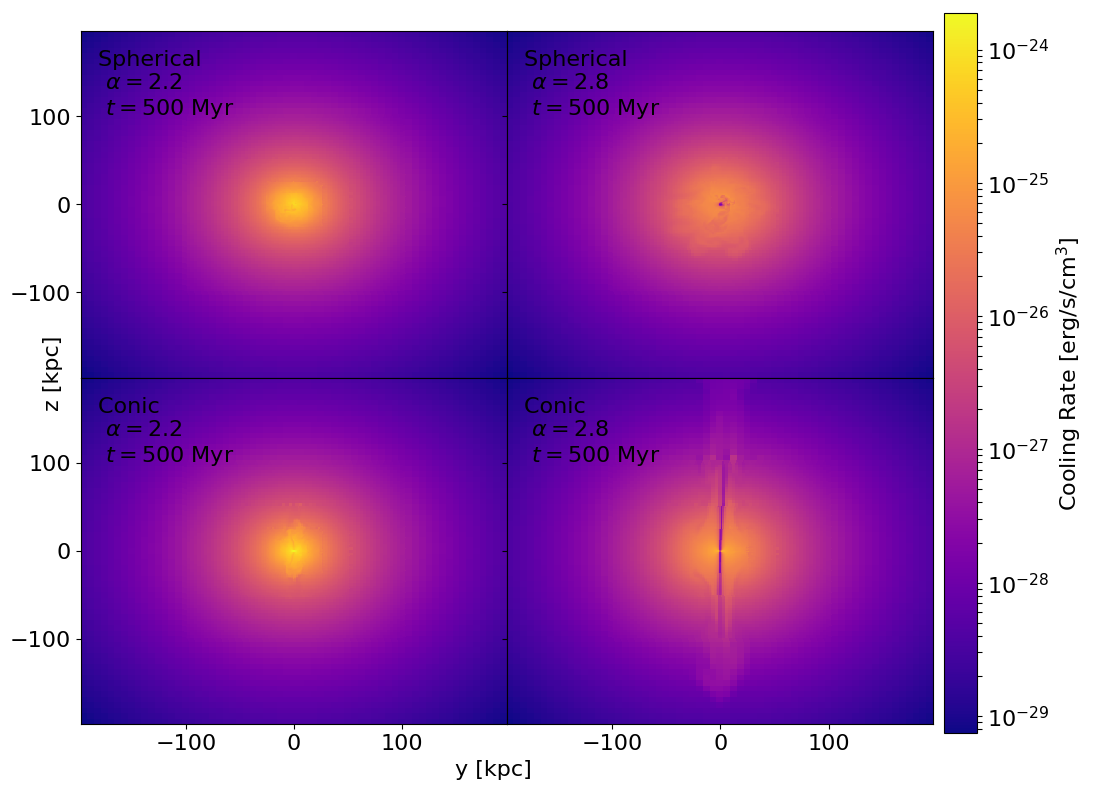 Spherical
α = 2.2
t = 500 Myr
Spherical
α = 2.8
t = 500 Myr
Conic
α = 2.2
t = 500 Myr
Conic
α = 2.8
t = 500 Myr
100
0
−100
100
0
−100
z [kpc]
−100 0 100
−100 0 100
y [kpc]
10⁻²⁴
10⁻²⁵
10⁻²⁶
10⁻²⁷
10⁻²⁸
10⁻²⁹
Cooling Rate [erg/s/cm³]